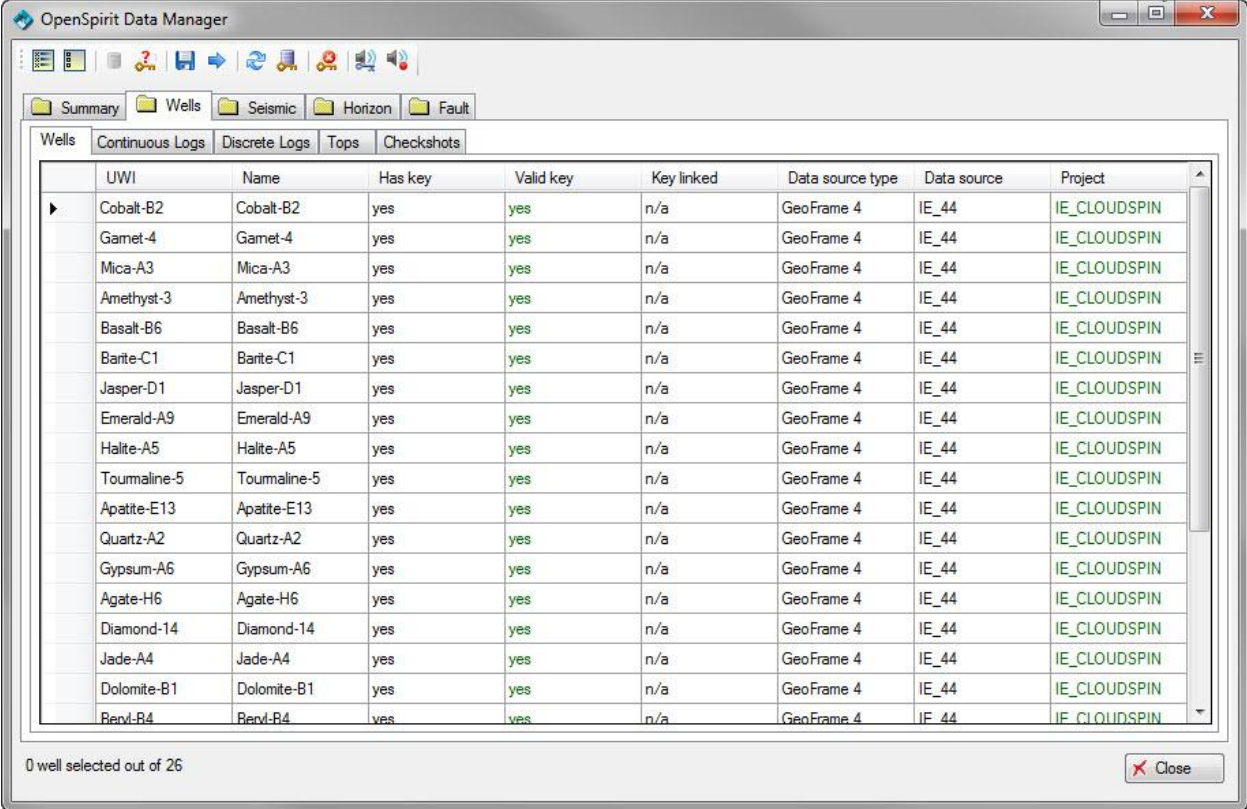 OpenSpirit Data Manager
Summary Wells Seismic Horizon Fault
Wells Continuous Logs Discrete Logs Tops Checkshots
UWI Name Has key Valid key Key linked Data source type Data source Project
Cobalt-B2 Cobalt-B2 yes yes n/a GeoFrame 4 IE_44 IE_CLOUDSPIN
Garnet-4 Garnet-4 yes yes n/a GeoFrame 4 IE_44 IE_CLOUDSPIN
Mica-A3 Mica-A3 yes yes n/a GeoFrame 4 IE_44 IE_CLOUDSPIN
Amethyst-3 Amethyst-3 yes yes n/a GeoFrame 4 IE_44 IE_CLOUDSPIN
Basalt-B6 Basalt-B6 yes yes n/a GeoFrame 4 IE_44 IE_CLOUDSPIN
Barite-C1 Barite-C1 yes yes n/a GeoFrame 4 IE_44 IE_CLOUDSPIN
Jasper-D1 Jasper-D1 yes yes n/a GeoFrame 4 IE_44 IE_CLOUDSPIN
Emerald-A9 Emerald-A9 yes yes n/a GeoFrame 4 IE_44 IE_CLOUDSPIN
Halite-A5 Halite-A5 yes yes n/a GeoFrame 4 IE_44 IE_CLOUDSPIN
Tourmaline-5 Tourmaline-5 yes yes n/a GeoFrame 4 IE_44 IE_CLOUDSPIN
Apatite-E13 Apatite-E13 yes yes n/a GeoFrame 4 IE_44 IE_CLOUDSPIN
Quartz-A2 Quartz-A2 yes yes n/a GeoFrame 4 IE_44 IE_CLOUDSPIN
Gypsum-A6 Gypsum-A6 yes yes n/a GeoFrame 4 IE_44 IE_CLOUDSPIN
Agate-H6 Agate-H6 yes yes n/a GeoFrame 4 IE_44 IE_CLOUDSPIN
Diamond-14 Diamond-14 yes yes n/a GeoFrame 4 IE_44 IE_CLOUDSPIN
Jade-A4 Jade-A4 yes yes n/a GeoFrame 4 IE_44 IE_CLOUDSPIN
Dolomite-B1 Dolomite-B1 yes yes n/a GeoFrame 4 IE_44 IE_CLOUDSPIN
Beryl-B4 Beryl-B4 yes yes n/a GeoFrame 4 IE_44 IE_CLOUDSPIN
0 well selected out of 26
Close